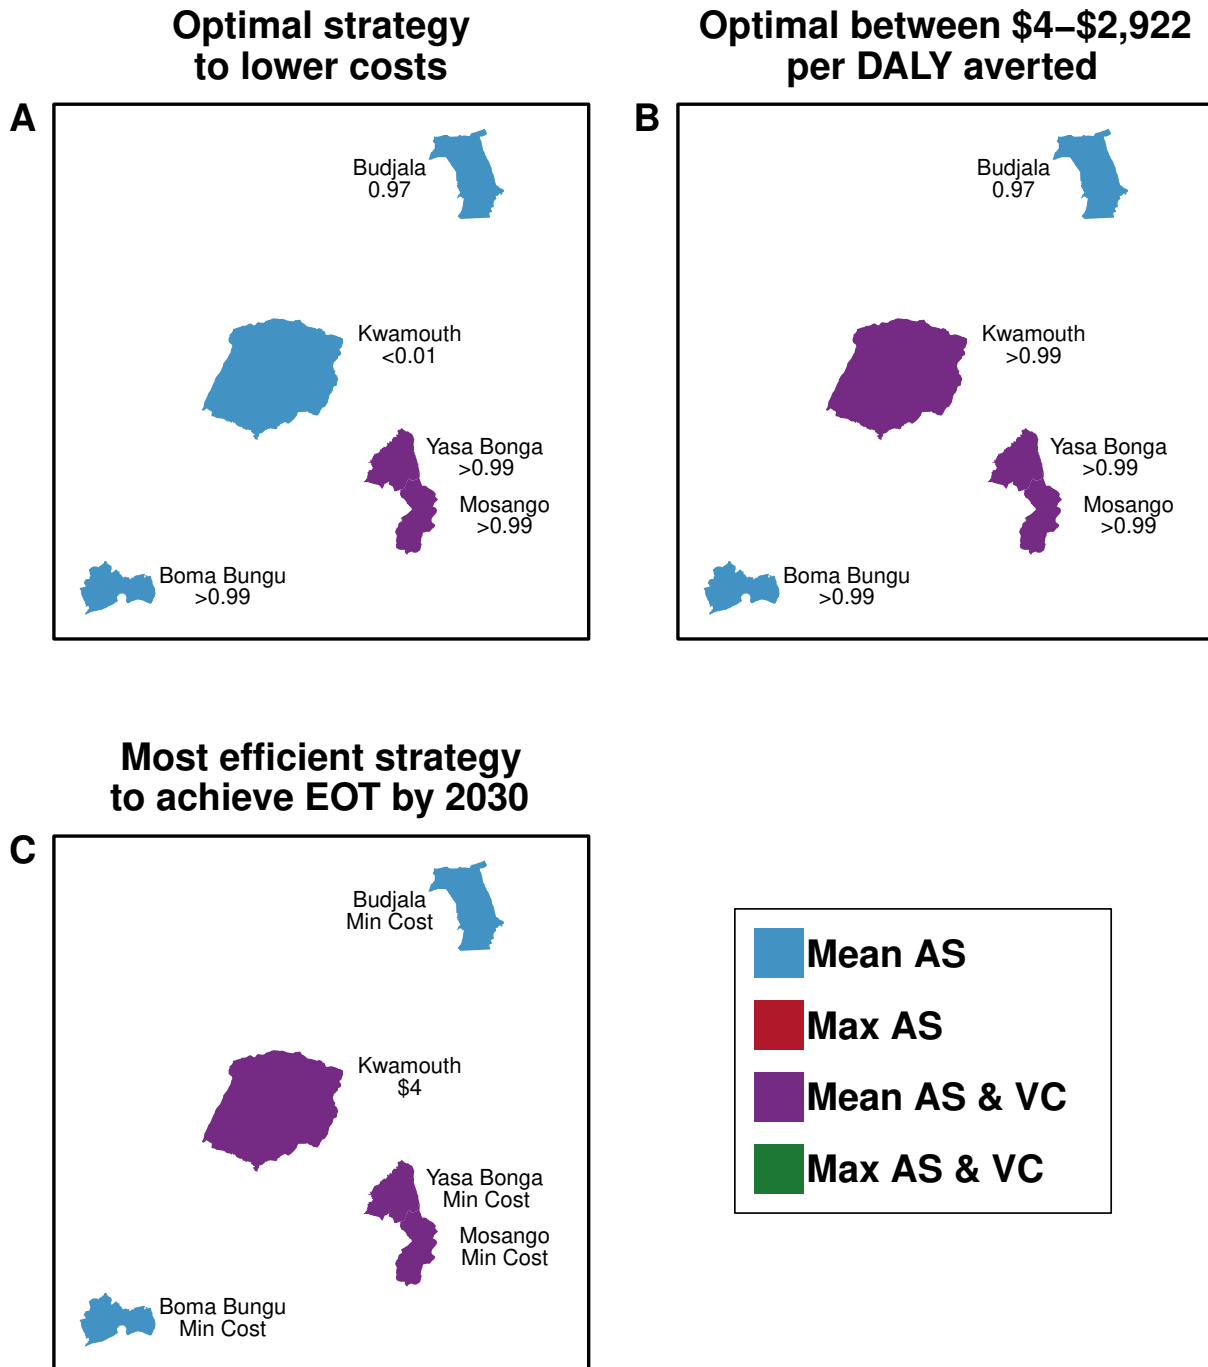 Optimal strategy
to lower costs
A
Budjala
0.97
Kwamouth
<0.01
Yasa Bonga
>0.99
Mosango
>0.99
Boma Bungu
>0.99
Optimal between $4–$2,922
per DALY averted
B
Budjala
0.97
Kwamouth
>0.99
Yasa Bonga
>0.99
Mosango
>0.99
Boma Bungu
>0.99
Most efficient strategy
to achieve EOT by 2030
C
Budjala
Min Cost
Kwamouth
$4
Yasa Bonga
Min Cost
Mosango
Min Cost
Boma Bungu
Min Cost
Mean AS
Max AS
Mean AS & VC
Max AS & VC